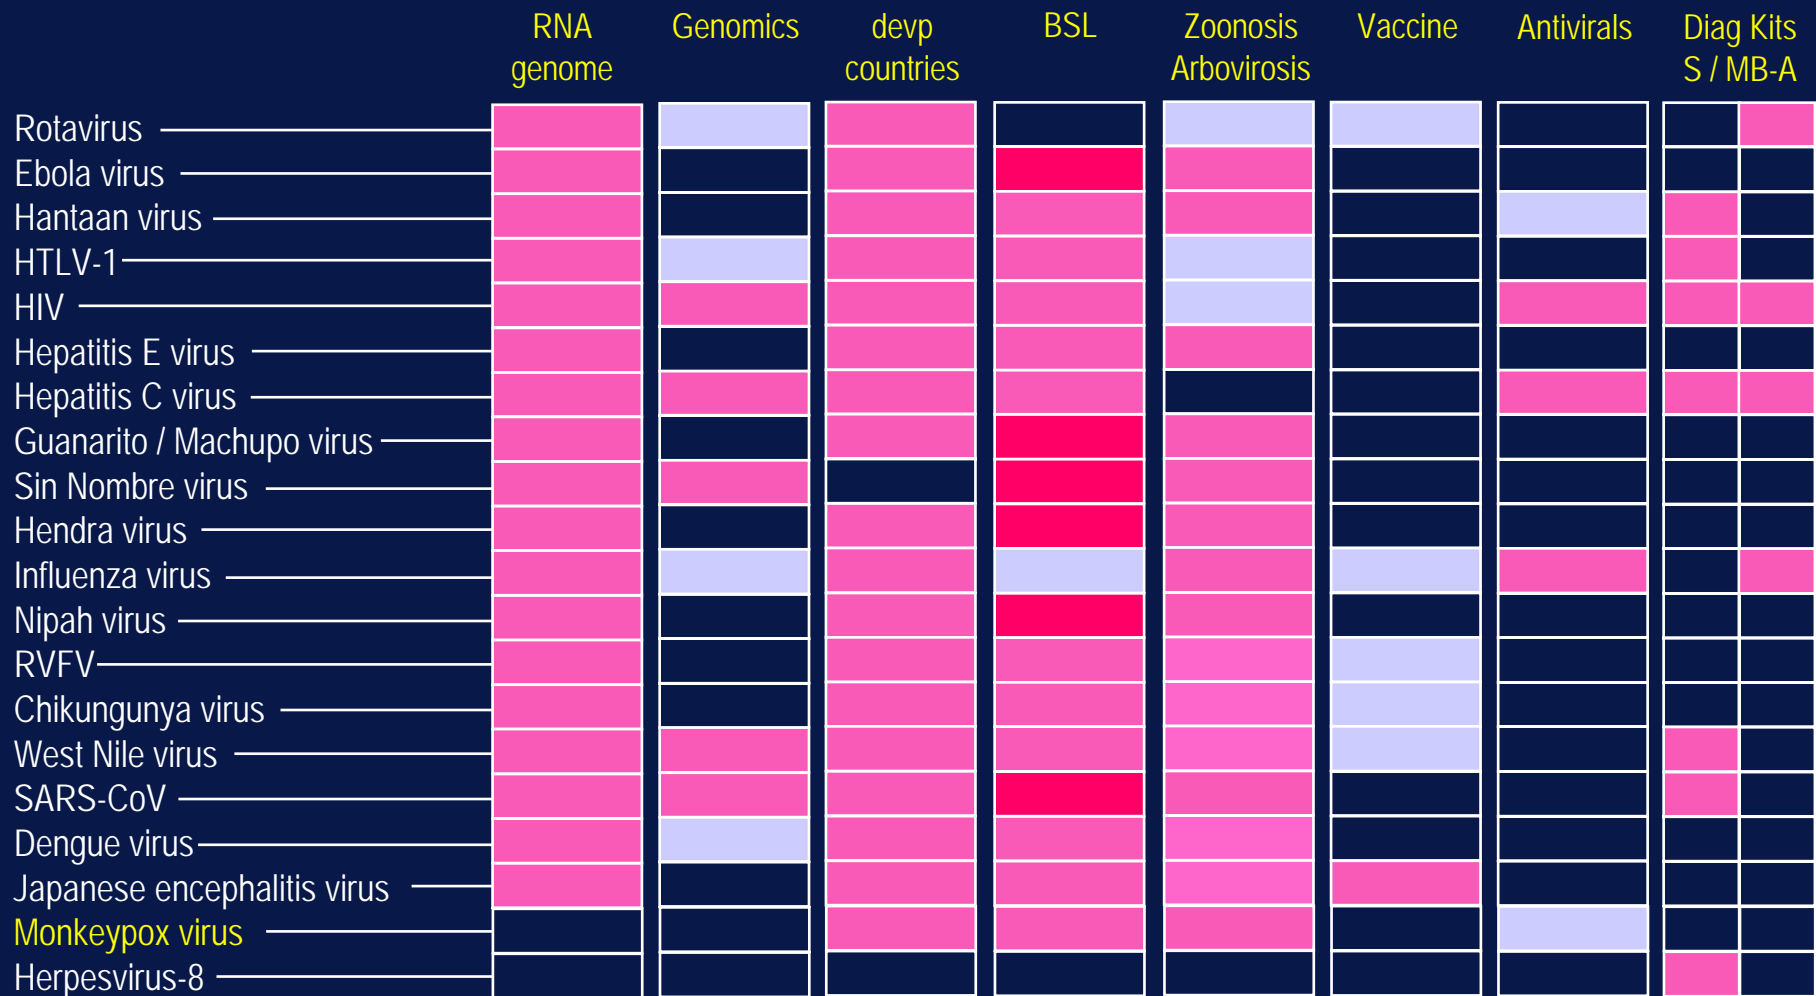 RNA genome
Genomics
devp countries
BSL
Zoonosis Arbovirosis
Vaccine
Antivirals
Diag Kits S / MB-A
Rotavirus
Ebola virus
Hantaan virus
HTLV-1
HIV
Hepatitis E virus
Hepatitis C virus
Guanarito / Machupo virus
Sin Nombre virus
Hendra virus
Influenza virus
Nipah virus
RVFV
Chikungunya virus
West Nile virus
SARS-CoV
Dengue virus
Japanese encephalitis virus
Monkeypox virus
Herpesvirus-8